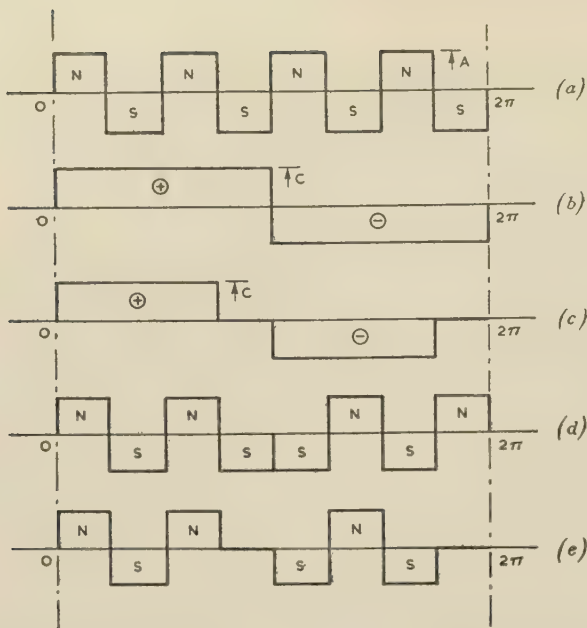 N N N N A
O S S S S 2π (a)
⊕ C
O ⊖ 2π (b)
⊕ C
O ⊖ 2π (c)
N N N N
O S S S S 2π (d)
N N N
O S S S 2π (e)